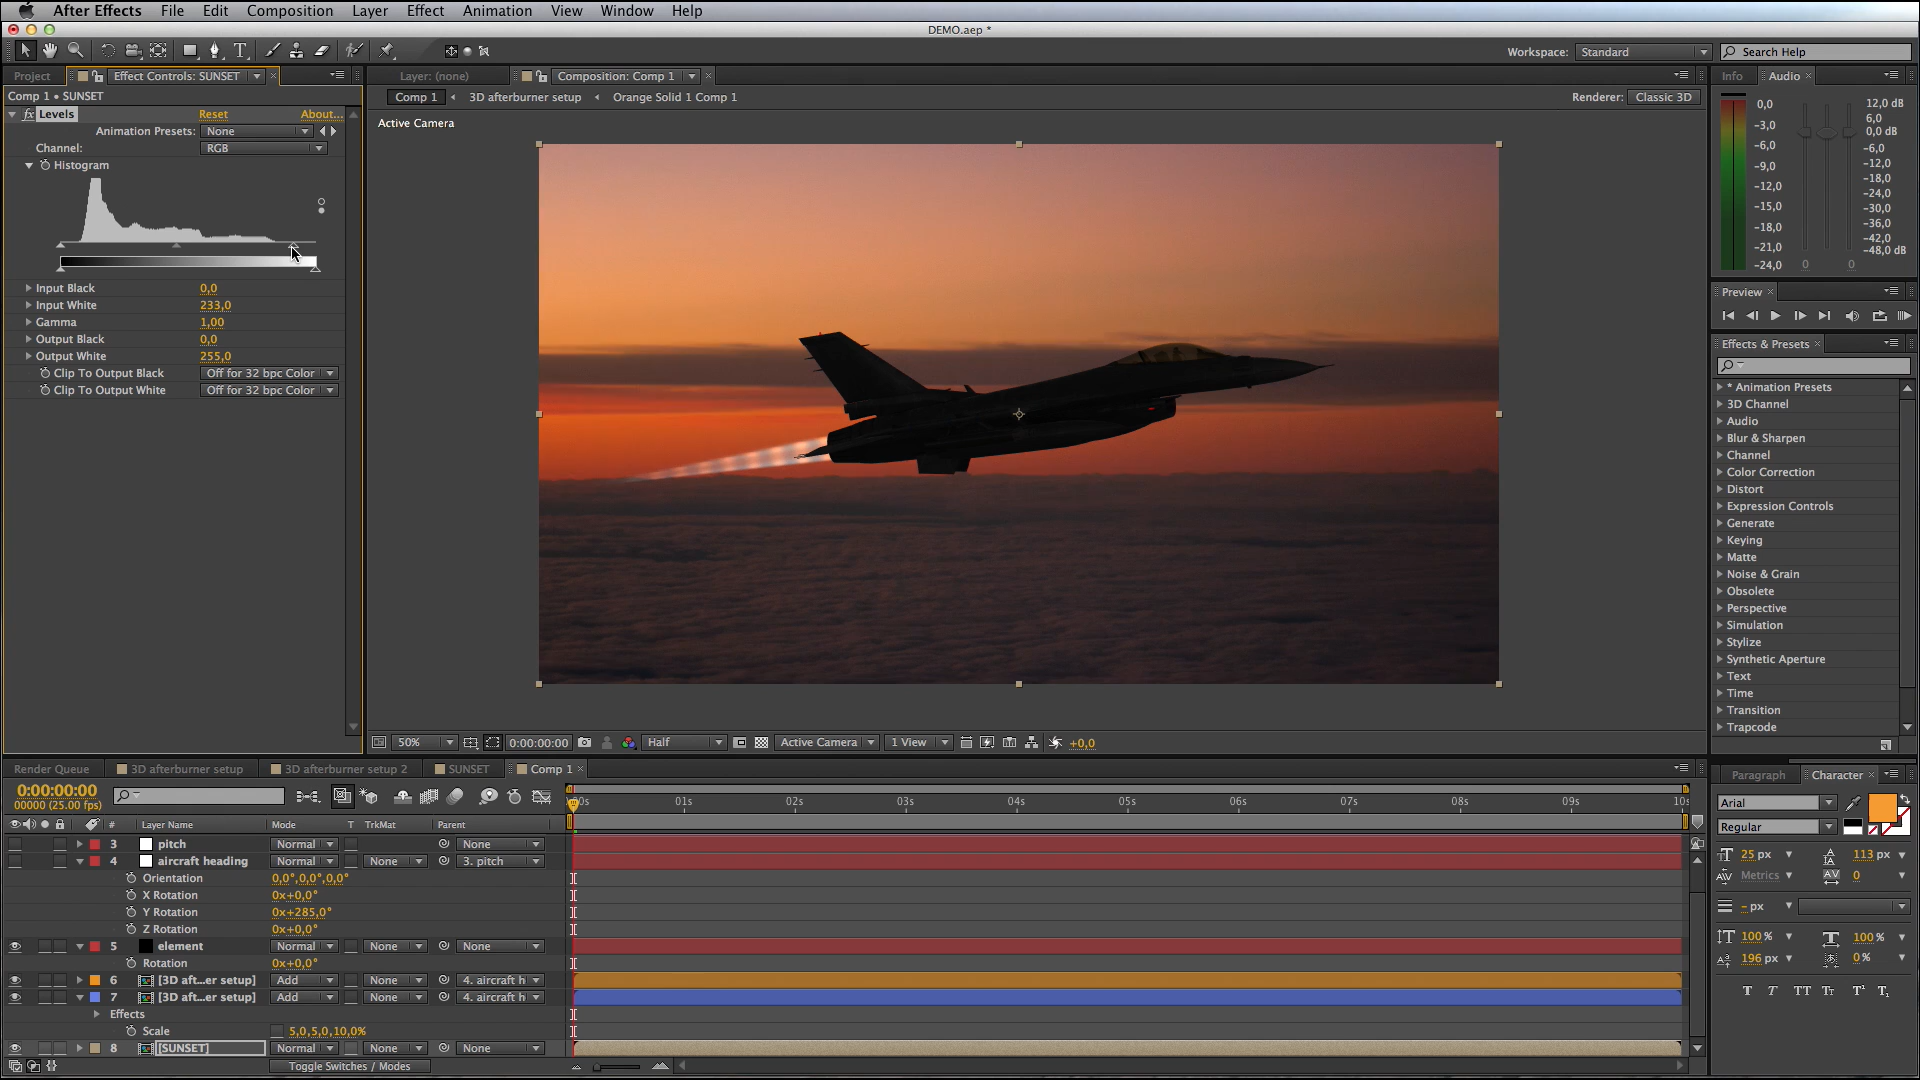 After Effects File Edit Composition Layer Effect Animation View Window Help
DEMO.aep *
Workspace: Standard Search Help
Project Effect Controls: SUNSET
Comp 1 • SUNSET
fx Levels Reset About...
Animation Presets: None
Channel: RGB
Histogram
Input Black 0,0
Input White 233,0
Gamma 1,00
Output Black 0,0
Output White 255,0
Clip To Output Black Off for 32 bpc Color
Clip To Output White Off for 32 bpc Color
Layer: (none) Composition: Comp 1
Comp 1 3D afterburner setup Orange Solid 1 Comp 1 Renderer: Classic 3D
Active Camera
50% 0:00:00:00 Half Active Camera 1 View +0,0
Info Audio
0,0 12,0 dB
-3,0 6,0
-6,0 0,0 dB
-9,0 -6,0
-12,0 -12,0
-15,0 -18,0
-18,0 -24,0
-21,0 -30,0
-24,0 -36,0
-42,0
0 0 -48,0 dB
Preview
Effects & Presets
* Animation Presets
3D Channel
Audio
Blur & Sharpen
Channel
Color Correction
Distort
Expression Controls
Generate
Keying
Matte
Noise & Grain
Obsolete
Perspective
Simulation
Stylize
Synthetic Aperture
Text
Time
Transition
Trapcode
Render Queue 3D afterburner setup 3D afterburner setup 2 SUNSET Comp 1
0:00:00:00
00000 (25.00 fps)
00s 01s 02s 03s 04s 05s 06s 07s 08s 09s 10s
# Layer Name Mode T TrkMat Parent
3 pitch Normal None
4 aircraft heading Normal None 3. pitch
Orientation 0,0°,0,0°,0,0°
X Rotation 0x+0,0°
Y Rotation 0x+285,0°
Z Rotation 0x+0,0°
5 element Normal None None
Rotation 0x+0,0°
6 [3D aft...er setup] Add None 4. aircraft h
7 [3D aft...er setup] Add None 4. aircraft h
Effects
Scale 5,0,5,0,10,0%
8 [SUNSET] Normal None None
Toggle Switches / Modes
Paragraph Character
Arial
Regular
25 px 113 px
Metrics 0
- px
100 % 100 %
196 px 0 %
T T TT Tт T¹ T₁